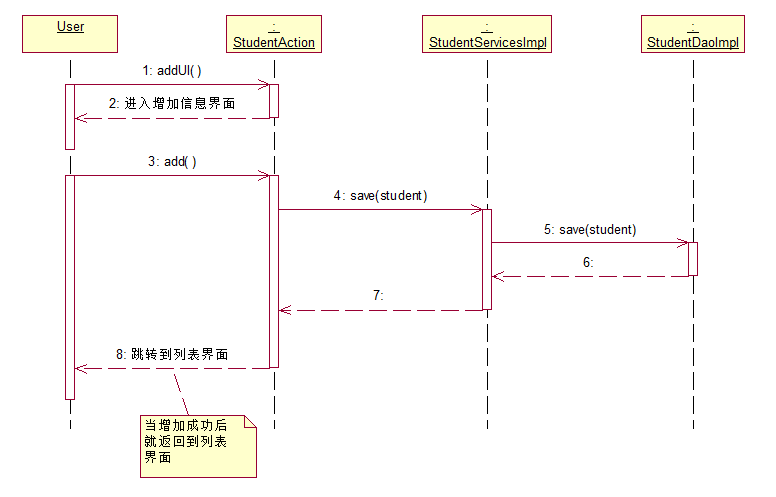 User
:
StudentAction
:
StudentServicesImpl
:
StudentDaoImpl
1: addUI( )
2: 进入增加信息界面
3: add( )
4: save(student)
5: save(student)
6:
7:
8: 跳转到列表界面
当增加成功后
就返回到列表
界面